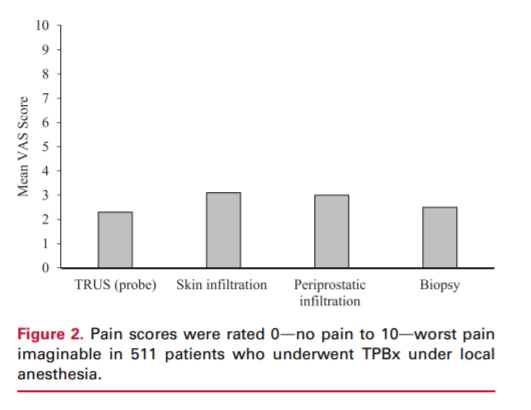 10
9
8
7
6
5
4
3
2
1
0
Mean VAS Score
TRUS (probe) Skin infiltration Periprostatic infiltration Biopsy
Figure 2. Pain scores were rated 0—no pain to 10—worst pain
imaginable in 511 patients who underwent TPBx under local
anesthesia.